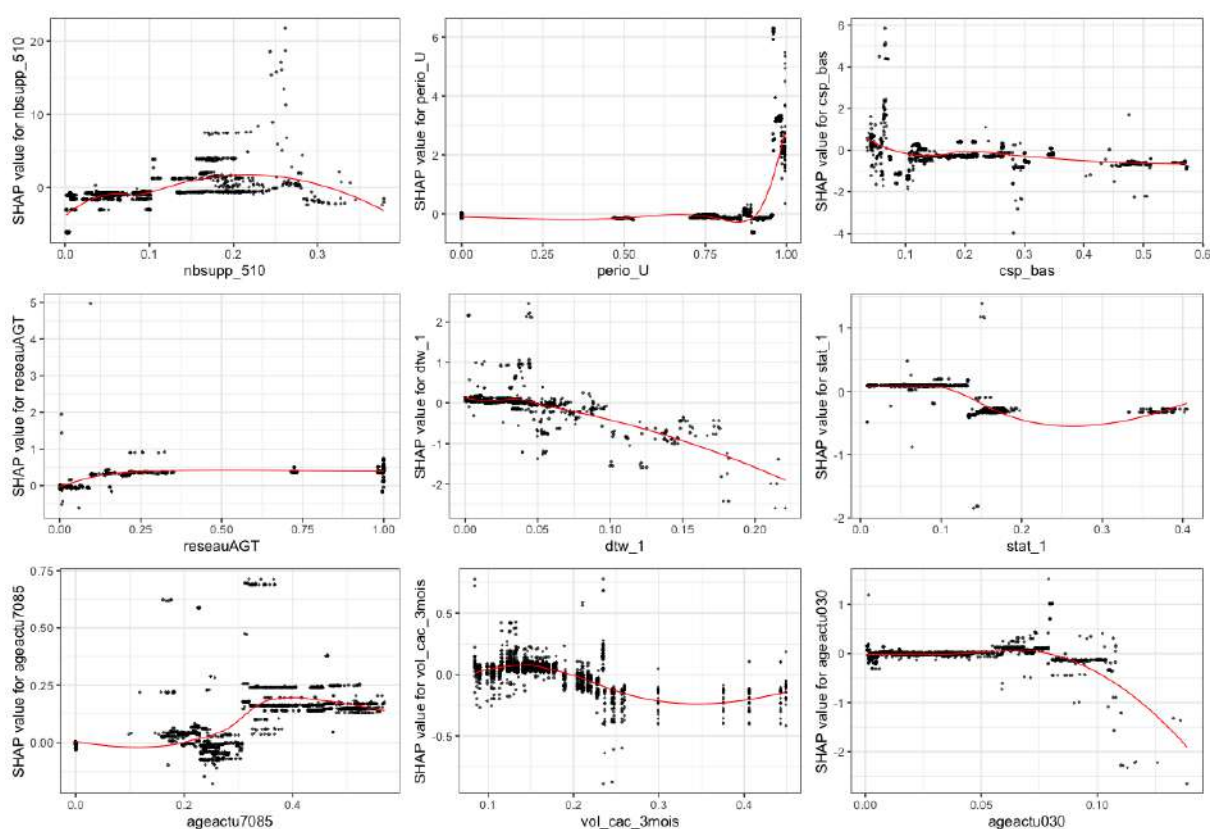 SHAP value for nbsupp_510
20
10
0
0.0 0.1 0.2 0.3
nbsupp_510
SHAP value for perio_U
6
4
2
0
0.00 0.25 0.50 0.75 1.00
perio_U
SHAP value for csp_bas
6
4
2
0
-2
-4
0.1 0.2 0.3 0.4 0.5 0.6
csp_bas
SHAP value for reseauAGT
5
4
3
2
1
0
0.00 0.25 0.50 0.75 1.00
reseauAGT
SHAP value for dtw_1
2
1
0
-1
-2
0.00 0.05 0.10 0.15 0.20
dtw_1
SHAP value for stat_1
1
0
-1
-2
0.0 0.1 0.2 0.3 0.4
stat_1
SHAP value for ageactu7085
0.75
0.50
0.25
0.00
0.0 0.2 0.4
ageactu7085
SHAP value for vol_cac_3mois
0.5
0.0
-0.5
0.1 0.2 0.3 0.4
vol_cac_3mois
SHAP value for ageactu030
1
0
-1
-2
0.00 0.05 0.10
ageactu030